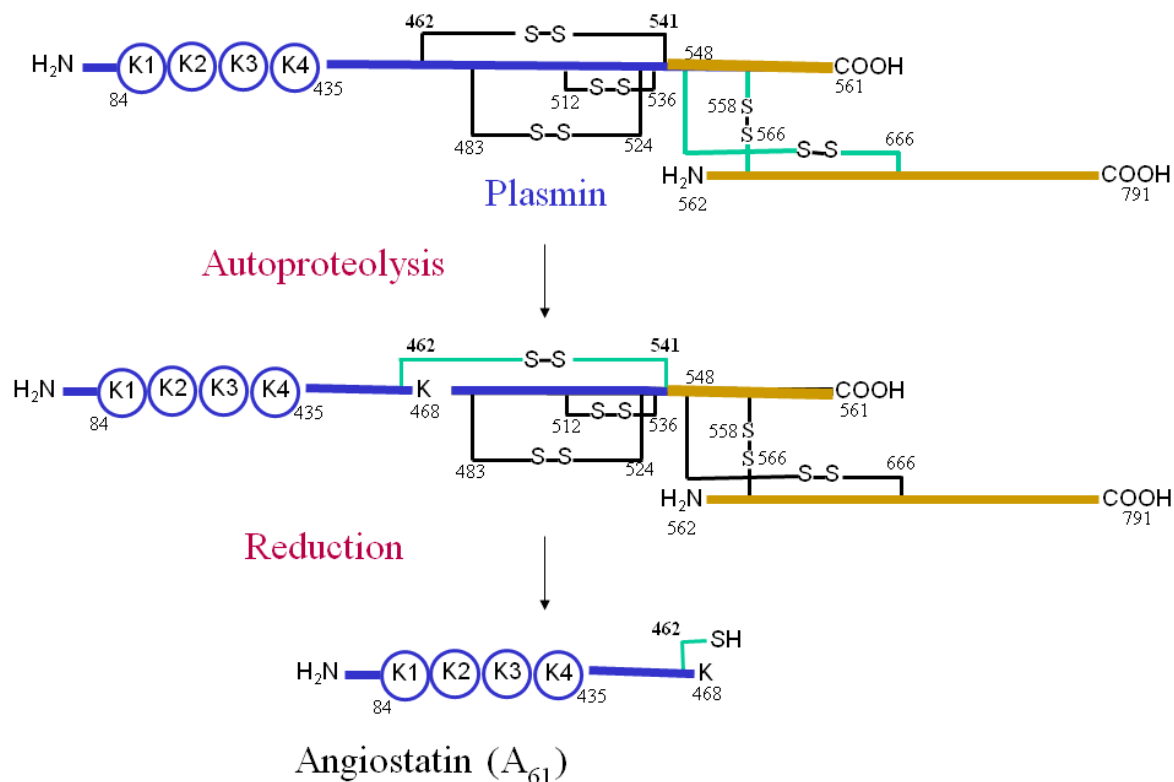 462 S-S 541
548
H2N K1 K2 K3 K4 COOH
84 435 512 S-S 536 561
558 S
S 566 666
483 S-S 524 S-S
H2N COOH
562 791
Plasmin
Autoproteolysis
462 S-S 541
548
H2N K1 K2 K3 K4 K COOH
84 435 468 512 S-S 536 561
558 S
S 566 666
483 S-S 524 S-S
H2N COOH
562 791
Reduction
462 SH
H2N K1 K2 K3 K4 K
84 435 468
Angiostatin (A61)